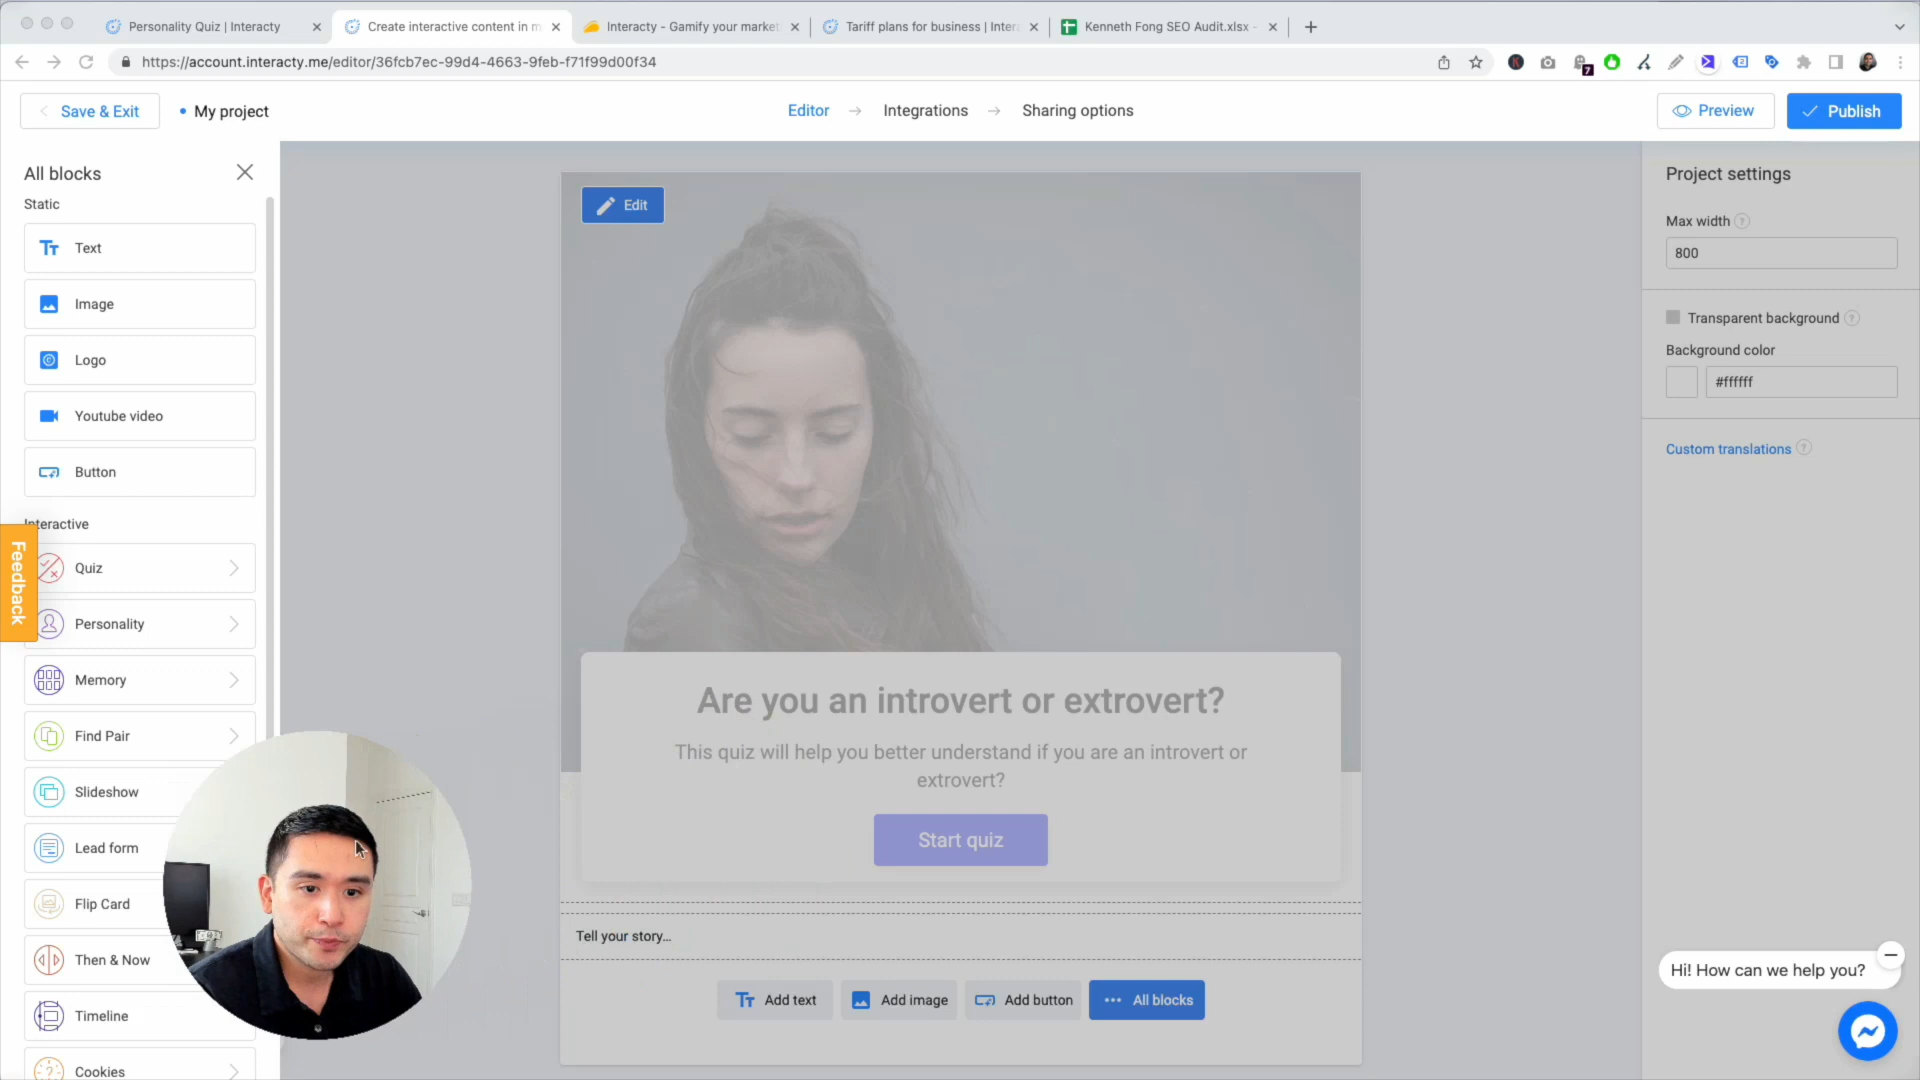 Personality Quiz | Interacty
Create interactive content in m
Interacty - Gamify your market
Tariff plans for business | Inter
Kenneth Fong SEO Audit.xlsx -
https://account.interacty.me/editor/36fcb7ec-99d4-4663-9feb-f71f99d00f34
7
Save & Exit
• My project
Editor
Integrations
Sharing options
Preview
Publish
All blocks
Static
Text
Image
Logo
Youtube video
Button
Interactive
Quiz
Personality
Memory
Find Pair
Slideshow
Lead form
Flip Card
Then & Now
Timeline
Cookies
Feedback
Edit
Are you an introvert or extrovert?
This quiz will help you better understand if you are an introvert or
extrovert?
Start quiz
Tell your story...
Add text
Add image
Add button
All blocks
Project settings
Max width ?
800
Transparent background ?
Background color
#ffffff
Custom translations ?
Hi! How can we help you?